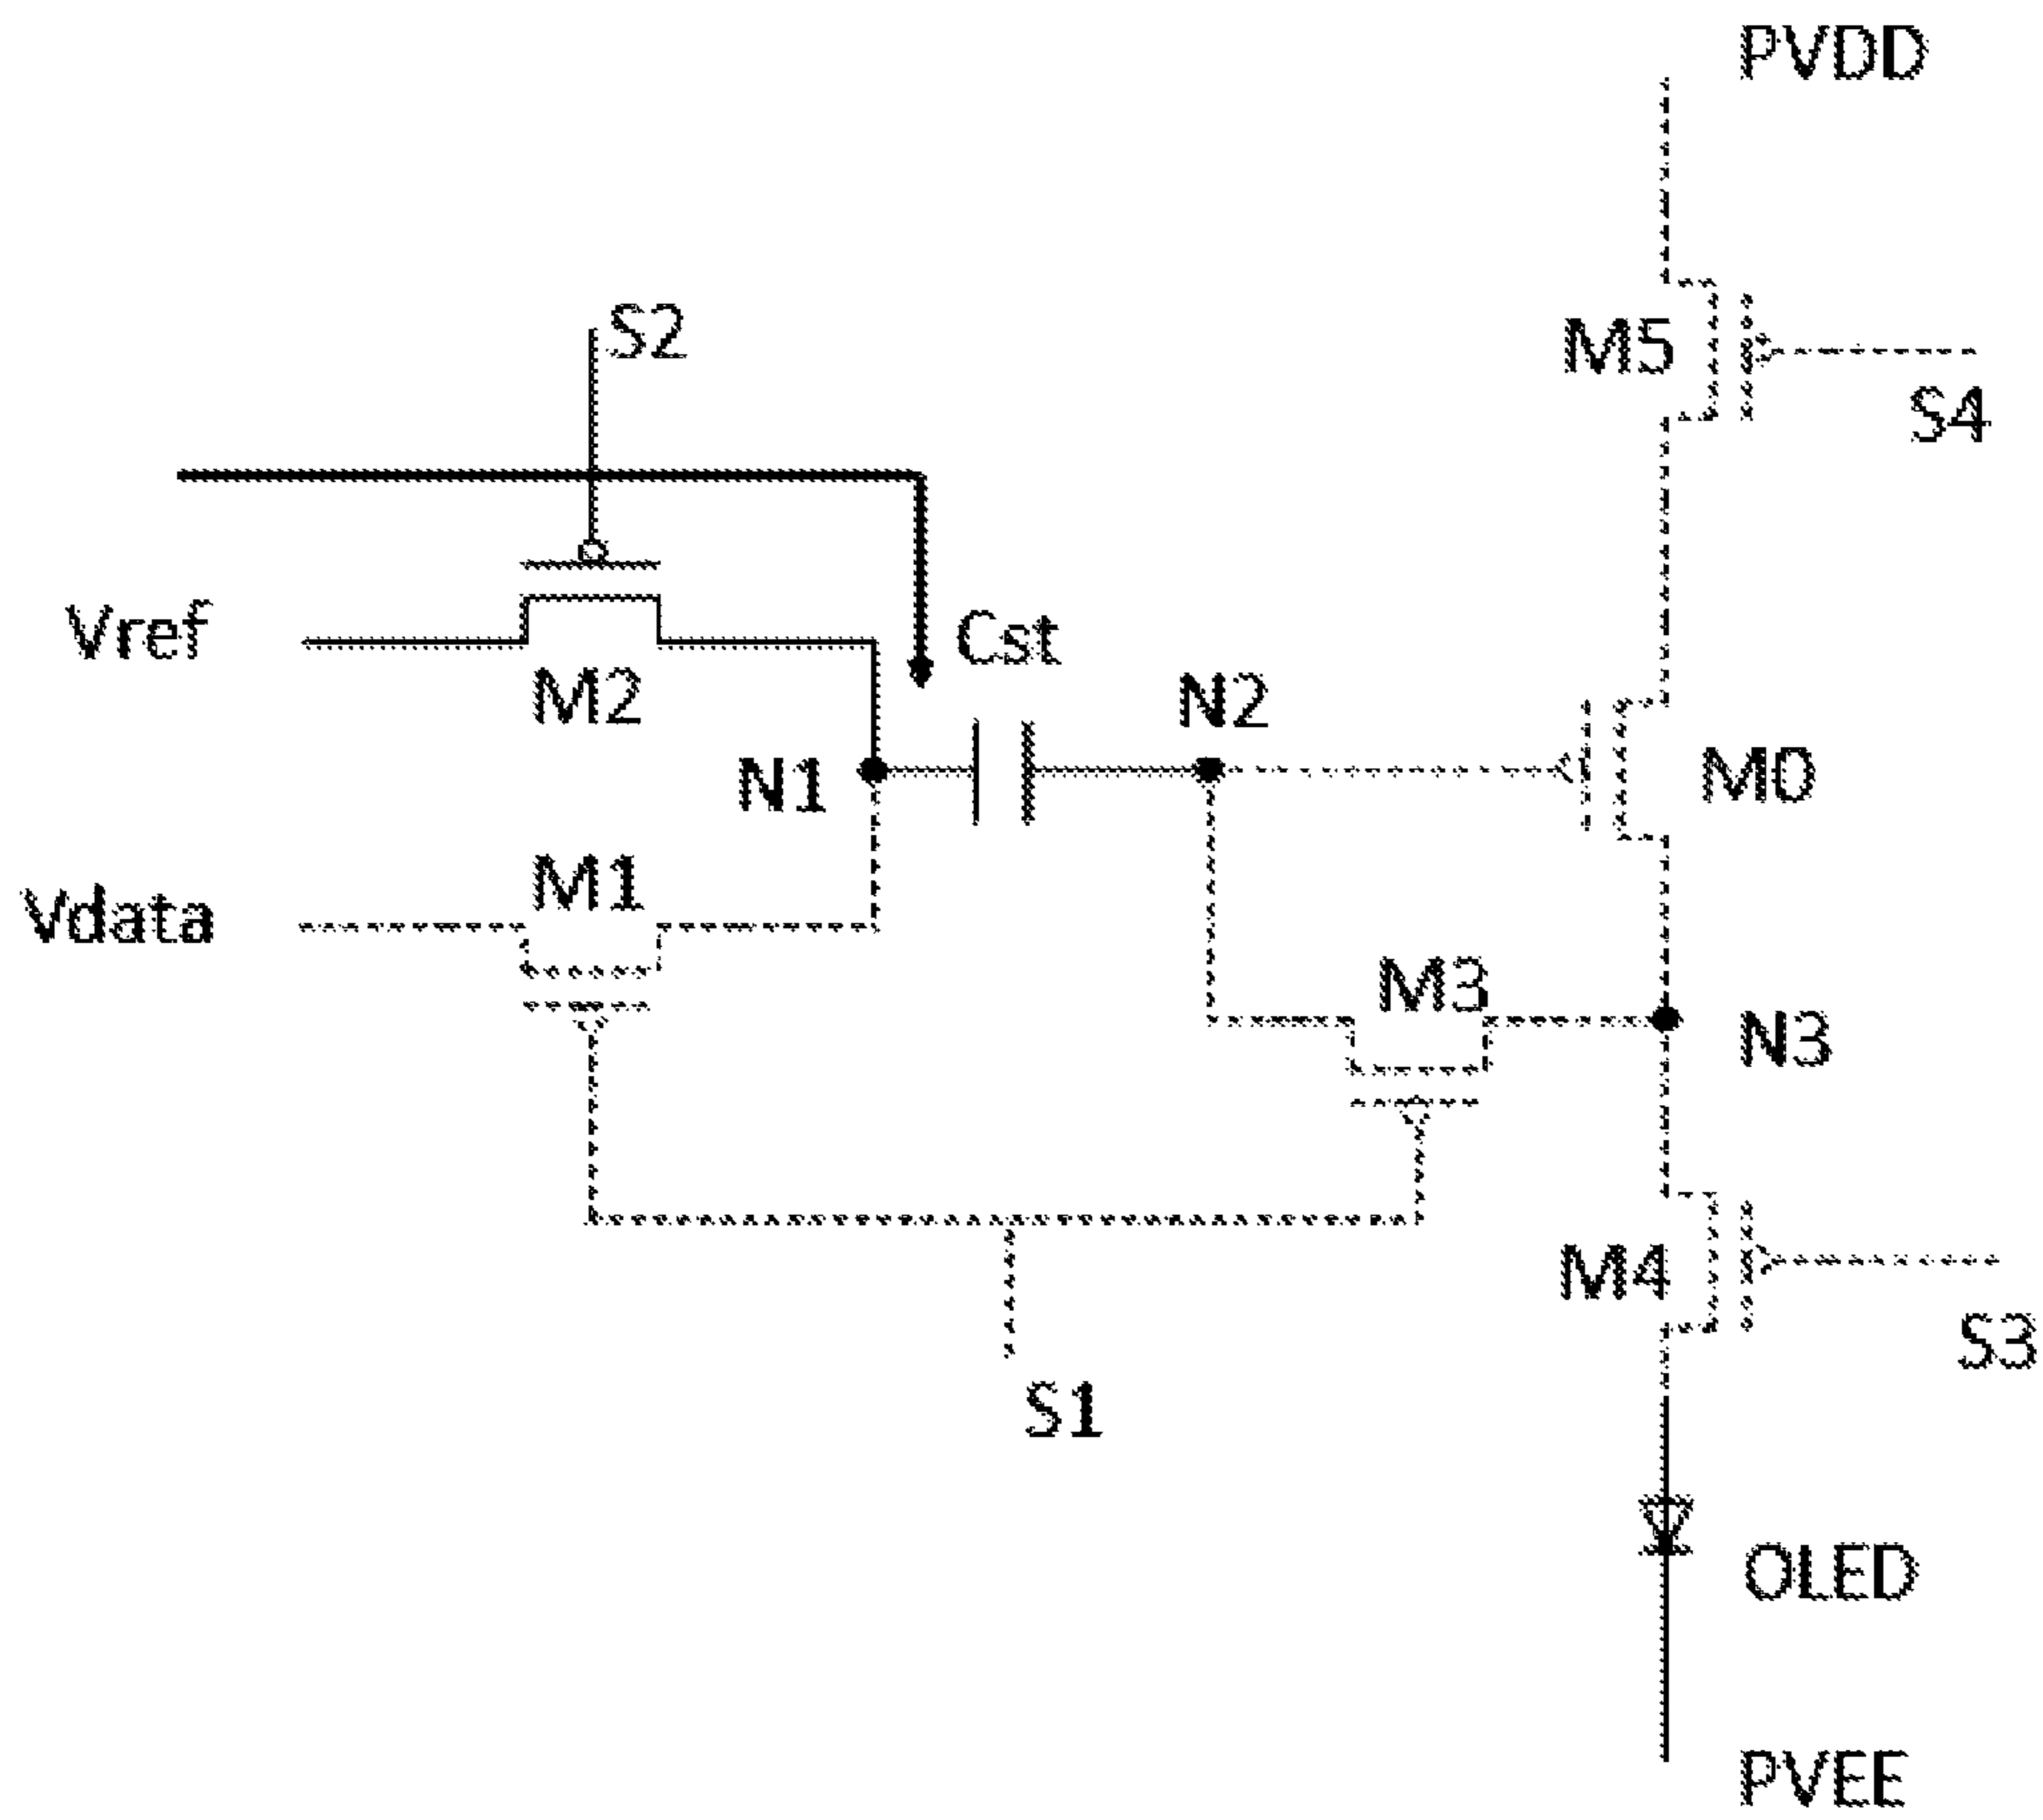 PVDD
S2
M5
S4
Vref
Cst
M2
N2
N1
M0
M1
Vdata
M3
N3
M4
S3
S1
OLED
PVEE